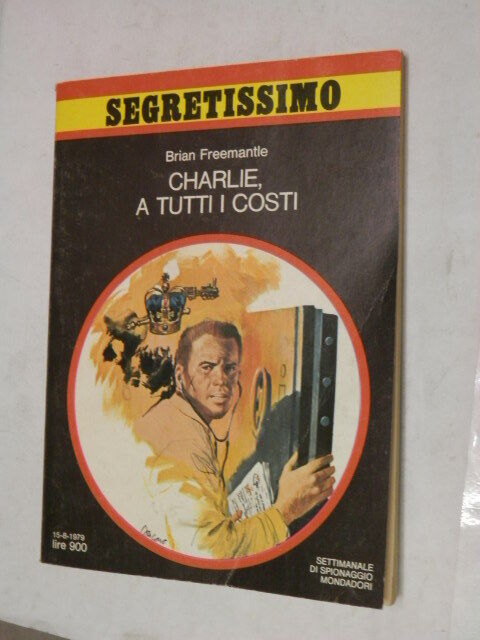 SEGRETISSIMO
Brian Freemantle
CHARLIE,
A TUTTI I COSTI
15-8-1979
lire 900
SETTIMANALE
DI SPIONAGGIO
MONDADORI